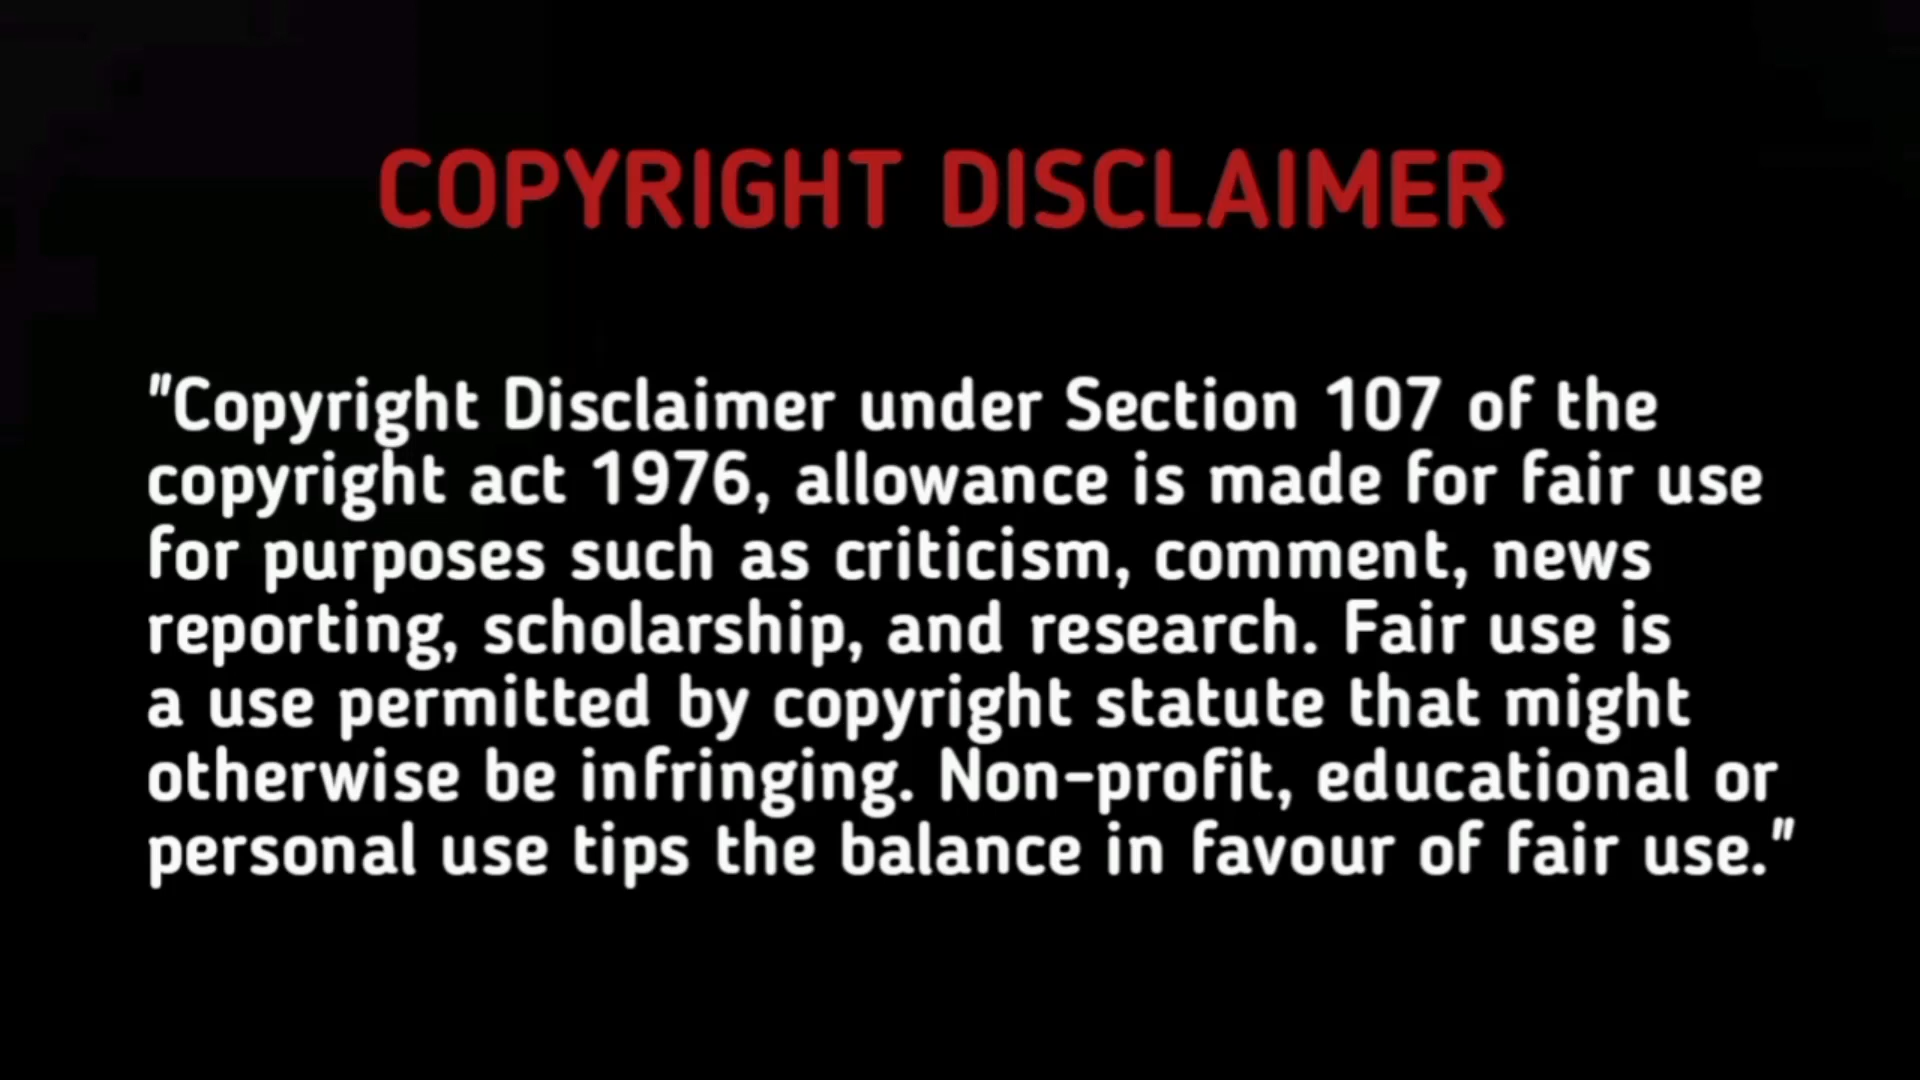 COPYRIGHT DISCLAIMER
"Copyright Disclaimer under Section 107 of the
copyright act 1976, allowance is made for fair use
for purposes such as criticism, comment, news
reporting, scholarship, and research. Fair use is
a use permitted by copyright statute that might
otherwise be infringing. Non-profit, educational or
personal use tips the balance in favour of fair use."